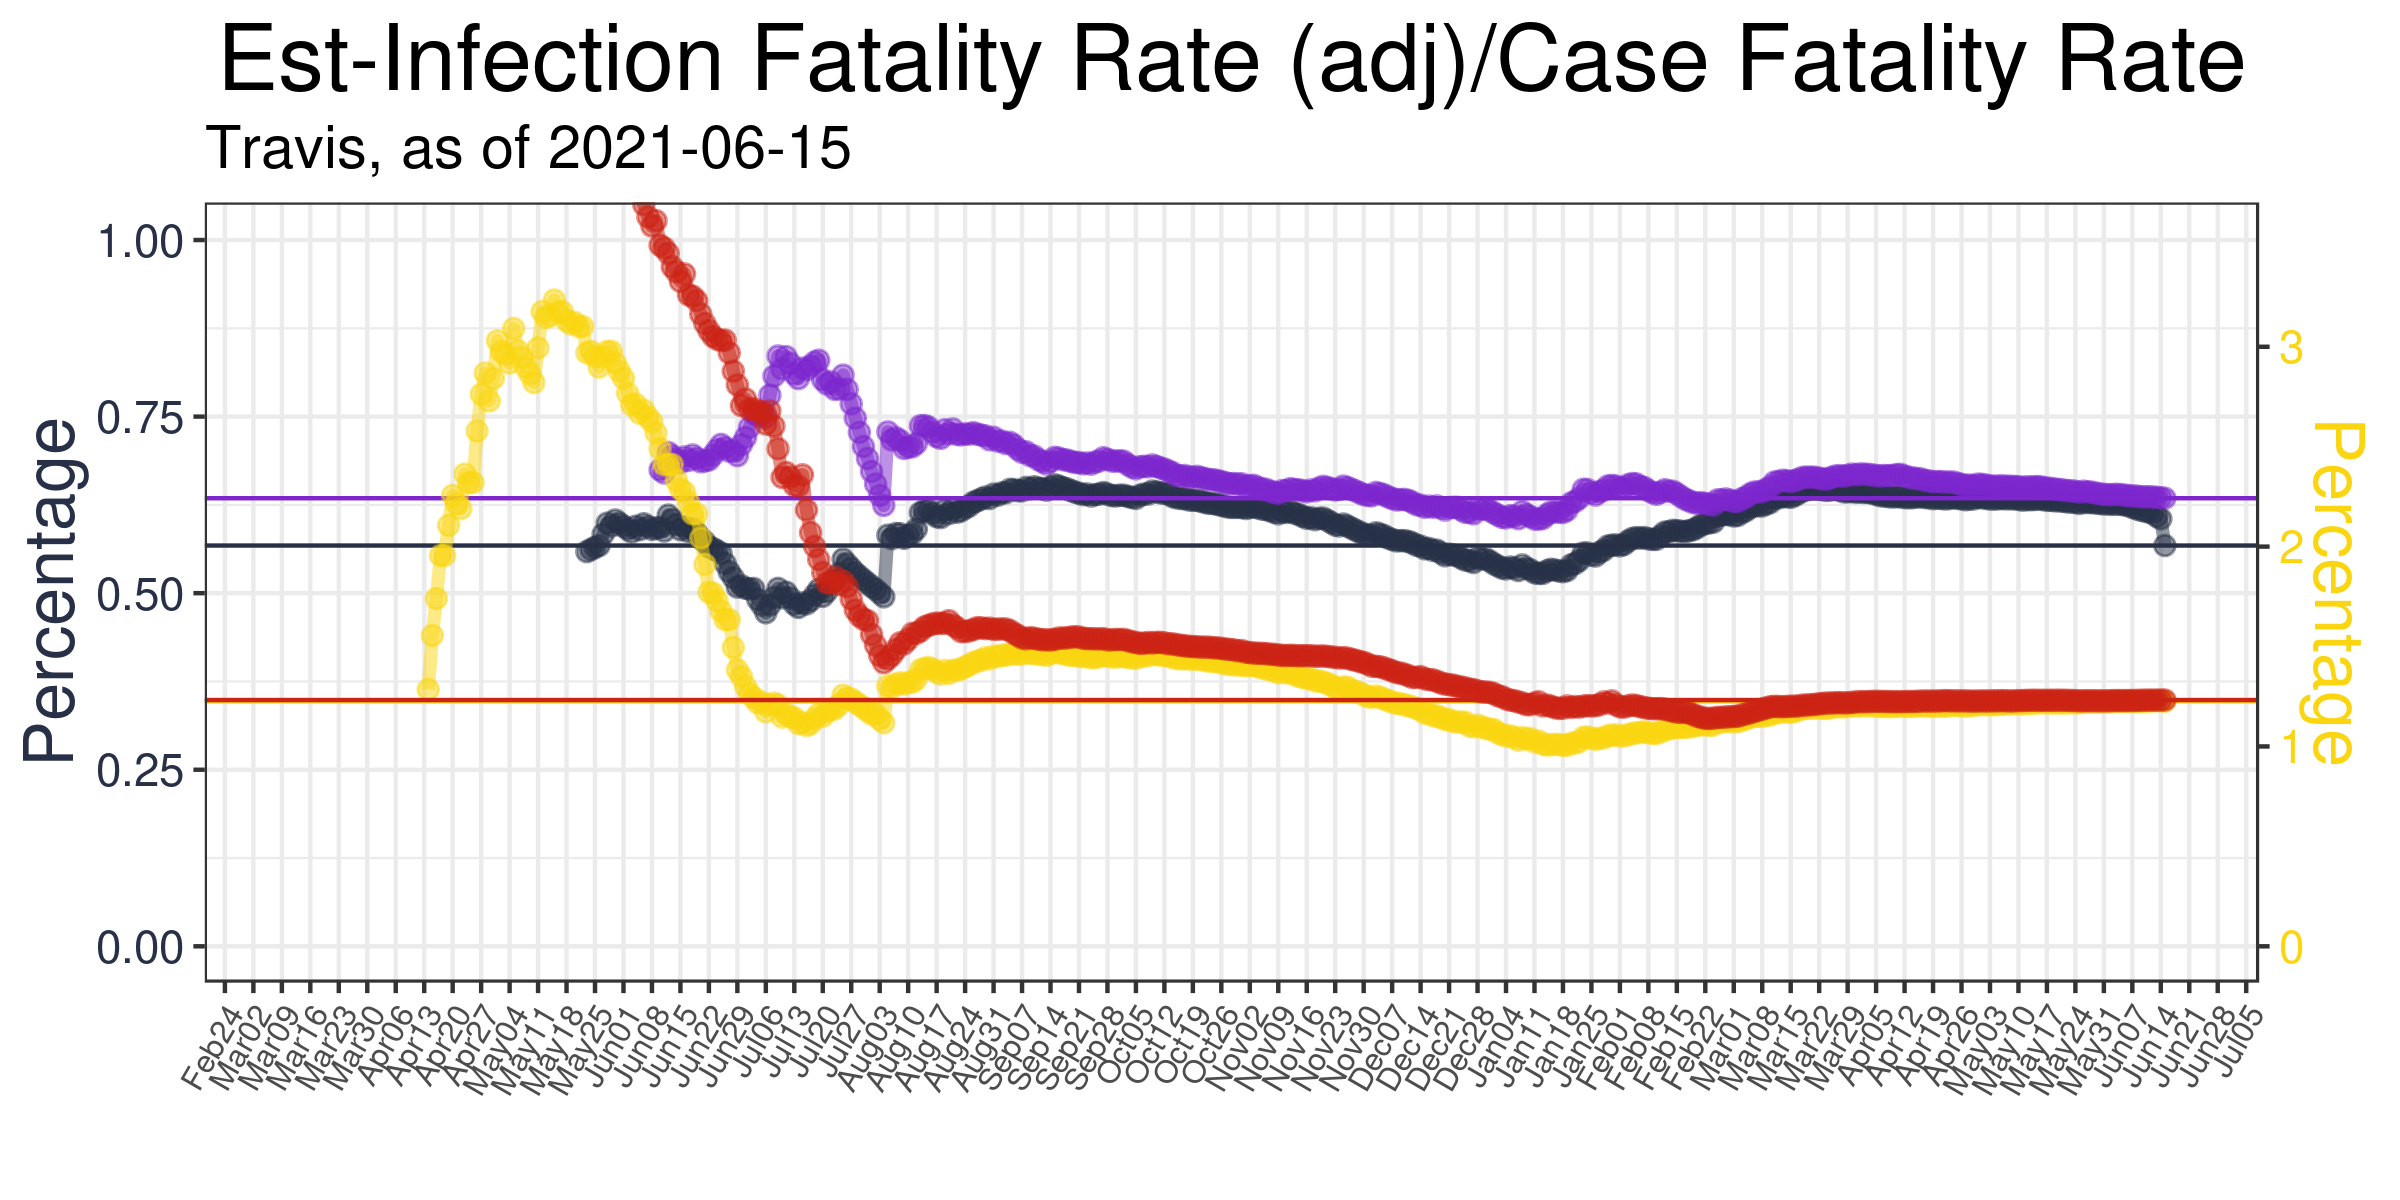 Est-Infection Fatality Rate (adj)/Case Fatality Rate
Travis, as of 2021-06-15
Percentage
1.00
0.75
0.50
0.25
0.00
3
2
1
0
Percentage
Feb24
Mar02
Mar09
Mar16
Mar23
Mar30
Apr06
Apr13
Apr20
Apr27
May04
May11
May18
May25
Jun01
Jun08
Jun15
Jun22
Jun29
Jul06
Jul13
Jul20
Jul27
Aug03
Aug10
Aug17
Aug24
Aug31
Sep07
Sep14
Sep21
Sep28
Oct05
Oct12
Oct19
Oct26
Nov02
Nov09
Nov16
Nov23
Nov30
Dec07
Dec14
Dec21
Dec28
Dec04
Jan11
Jan18
Jan25
Feb01
Feb08
Feb15
Feb22
Mar01
Mar08
Mar15
Mar22
Mar29
Apr05
Apr12
Apr19
Apr26
May03
May10
May17
May24
May31
Jun07
Jun14
Jun21
Jun28
Jul05